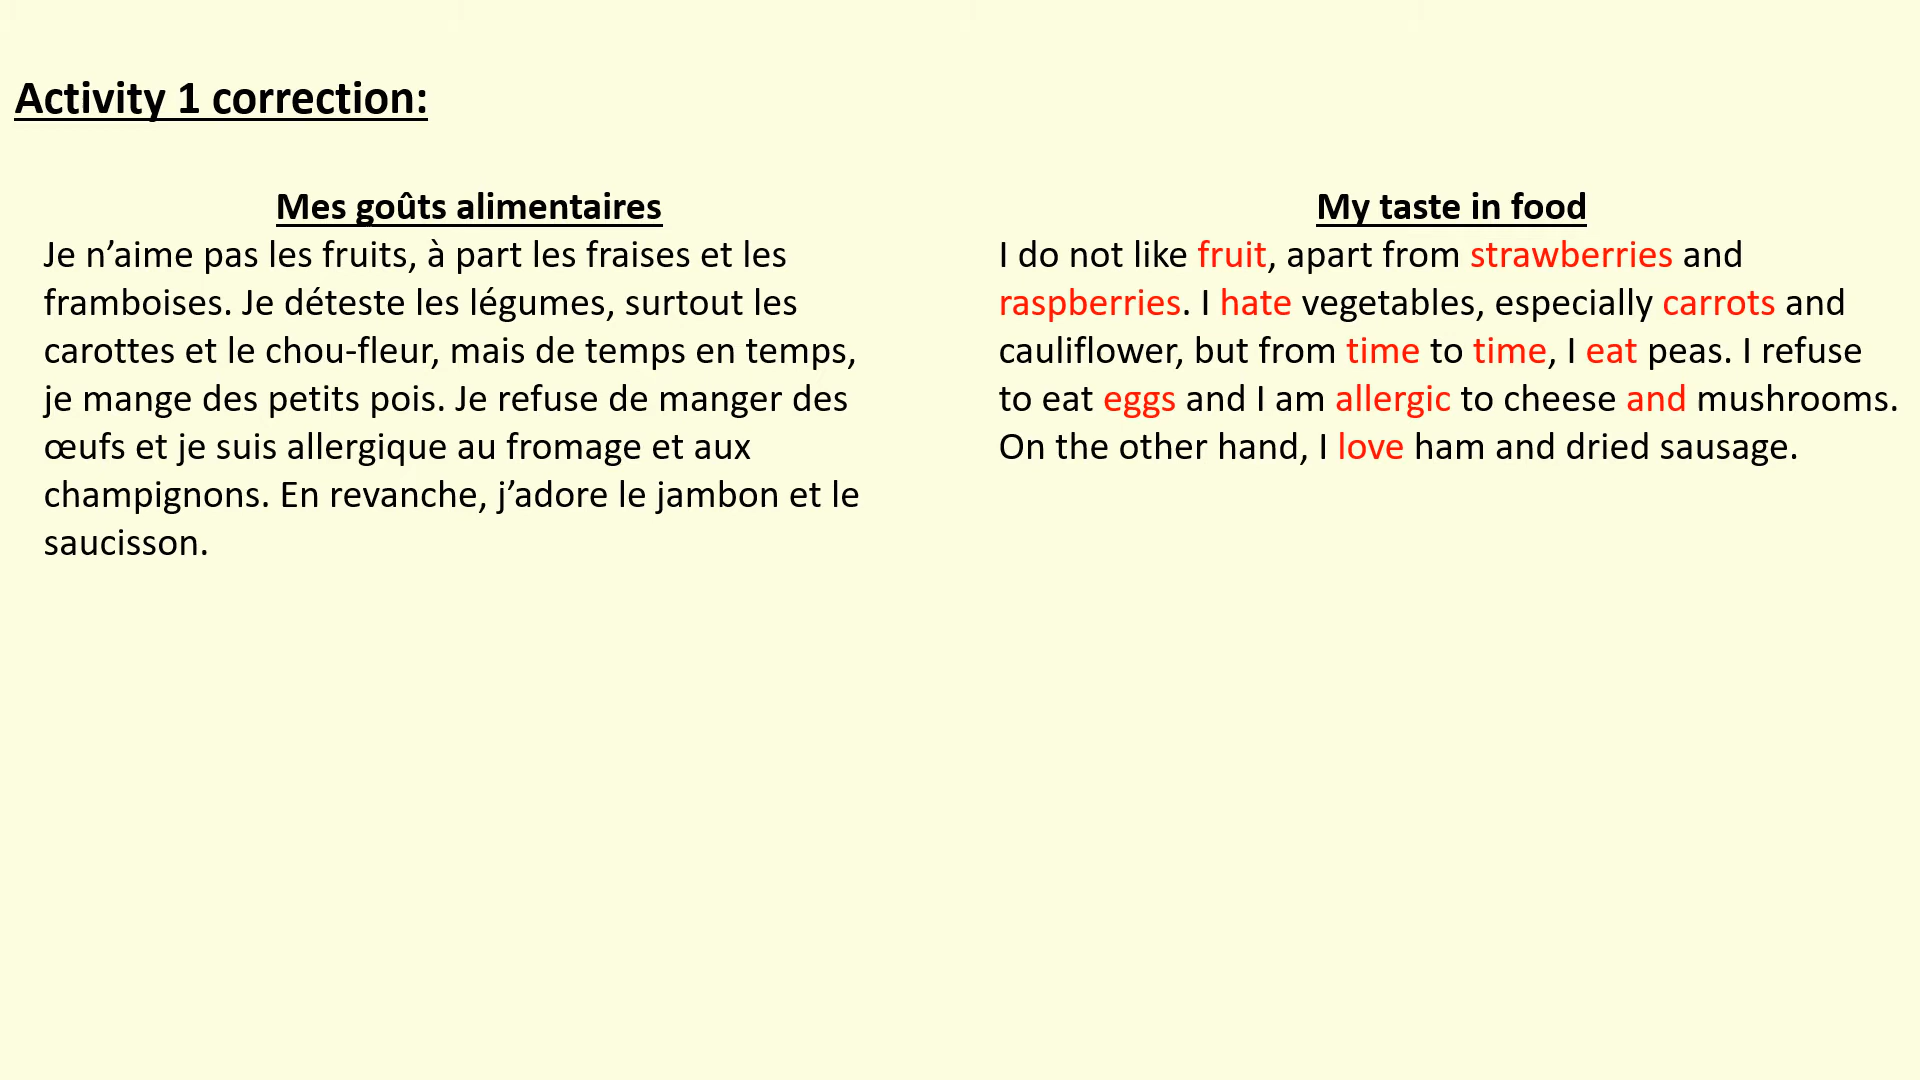 Activity 1 correction:
Mes goûts alimentaires
Je n’aime pas les fruits, à part les fraises et les
framboises. Je déteste les légumes, surtout les
carottes et le chou-fleur, mais de temps en temps,
je mange des petits pois. Je refuse de manger des
œufs et je suis allergique au fromage et aux
champignons. En revanche, j’adore le jambon et le
saucisson.
My taste in food
I do not like fruit, apart from strawberries and
raspberries. I hate vegetables, especially carrots and
cauliflower, but from time to time, I eat peas. I refuse
to eat eggs and I am allergic to cheese and mushrooms.
On the other hand, I love ham and dried sausage.